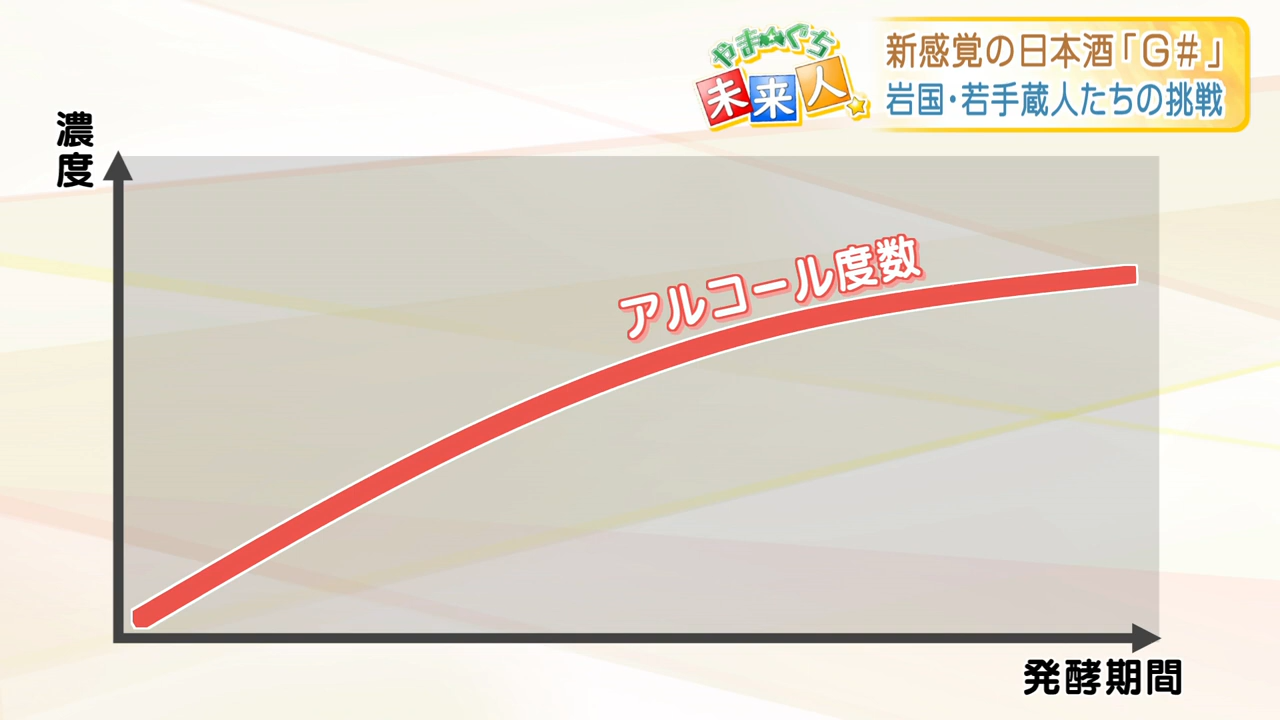 やまぐち
未来人
新感覚の日本酒「G#」
岩国・若手蔵人たちの挑戦
濃度
アルコール度数
発酵期間